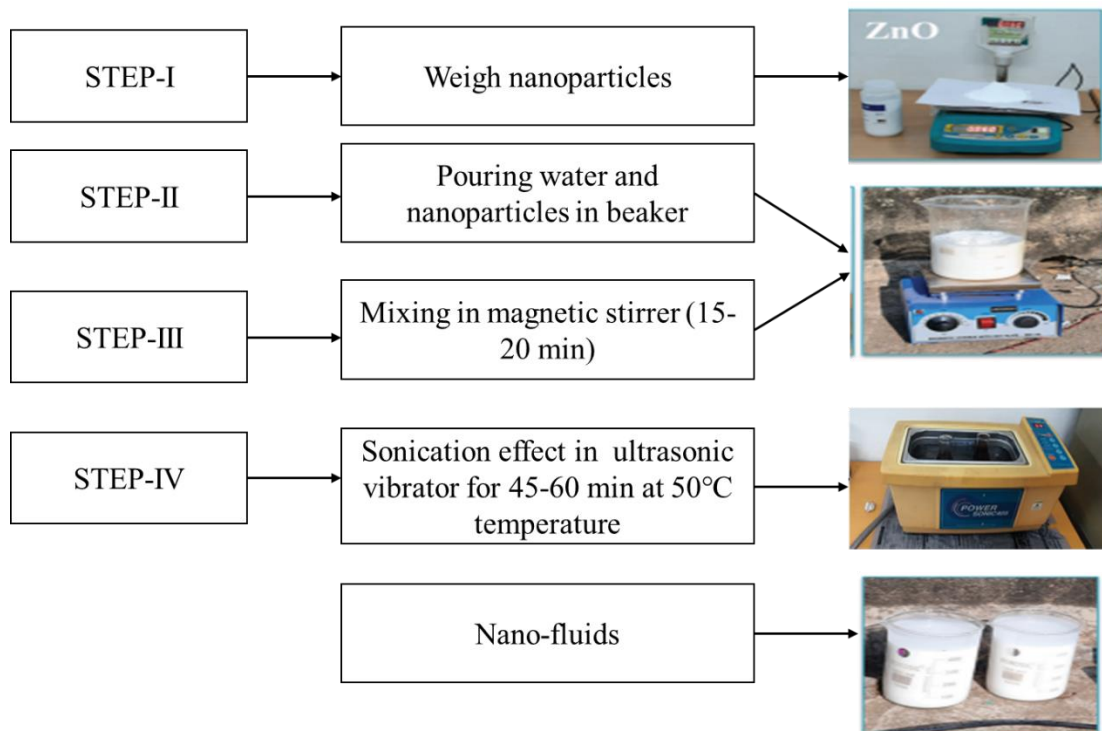 STEP-I
Weigh nanoparticles
ZnO
STEP-II
Pouring water and
nanoparticles in beaker
STEP-III
Mixing in magnetic stirrer (15-
20 min)
STEP-IV
Sonication effect in ultrasonic
vibrator for 45-60 min at 50°C
temperature
POWER
SONIC
Nano-fluids